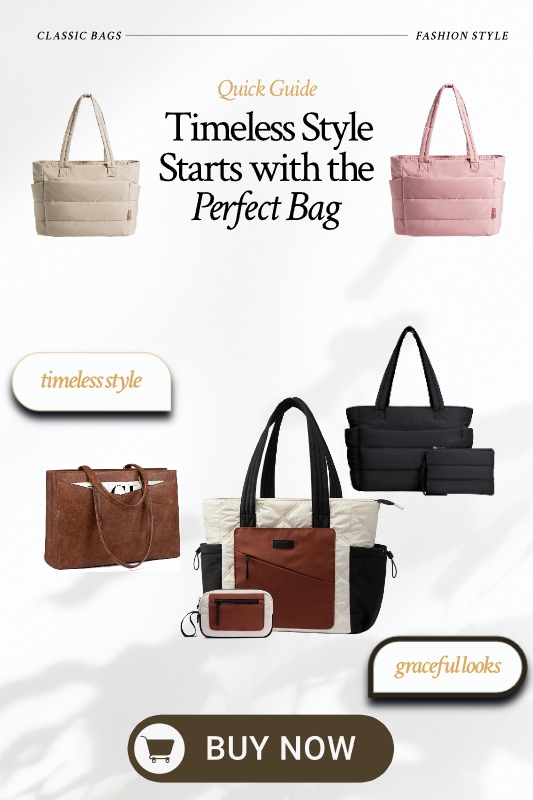 CLASSIC BAGS
FASHION STYLE
Quick Guide
Timeless Style
Starts with the
Perfect Bag
timeless style
graceful looks
BUY NOW